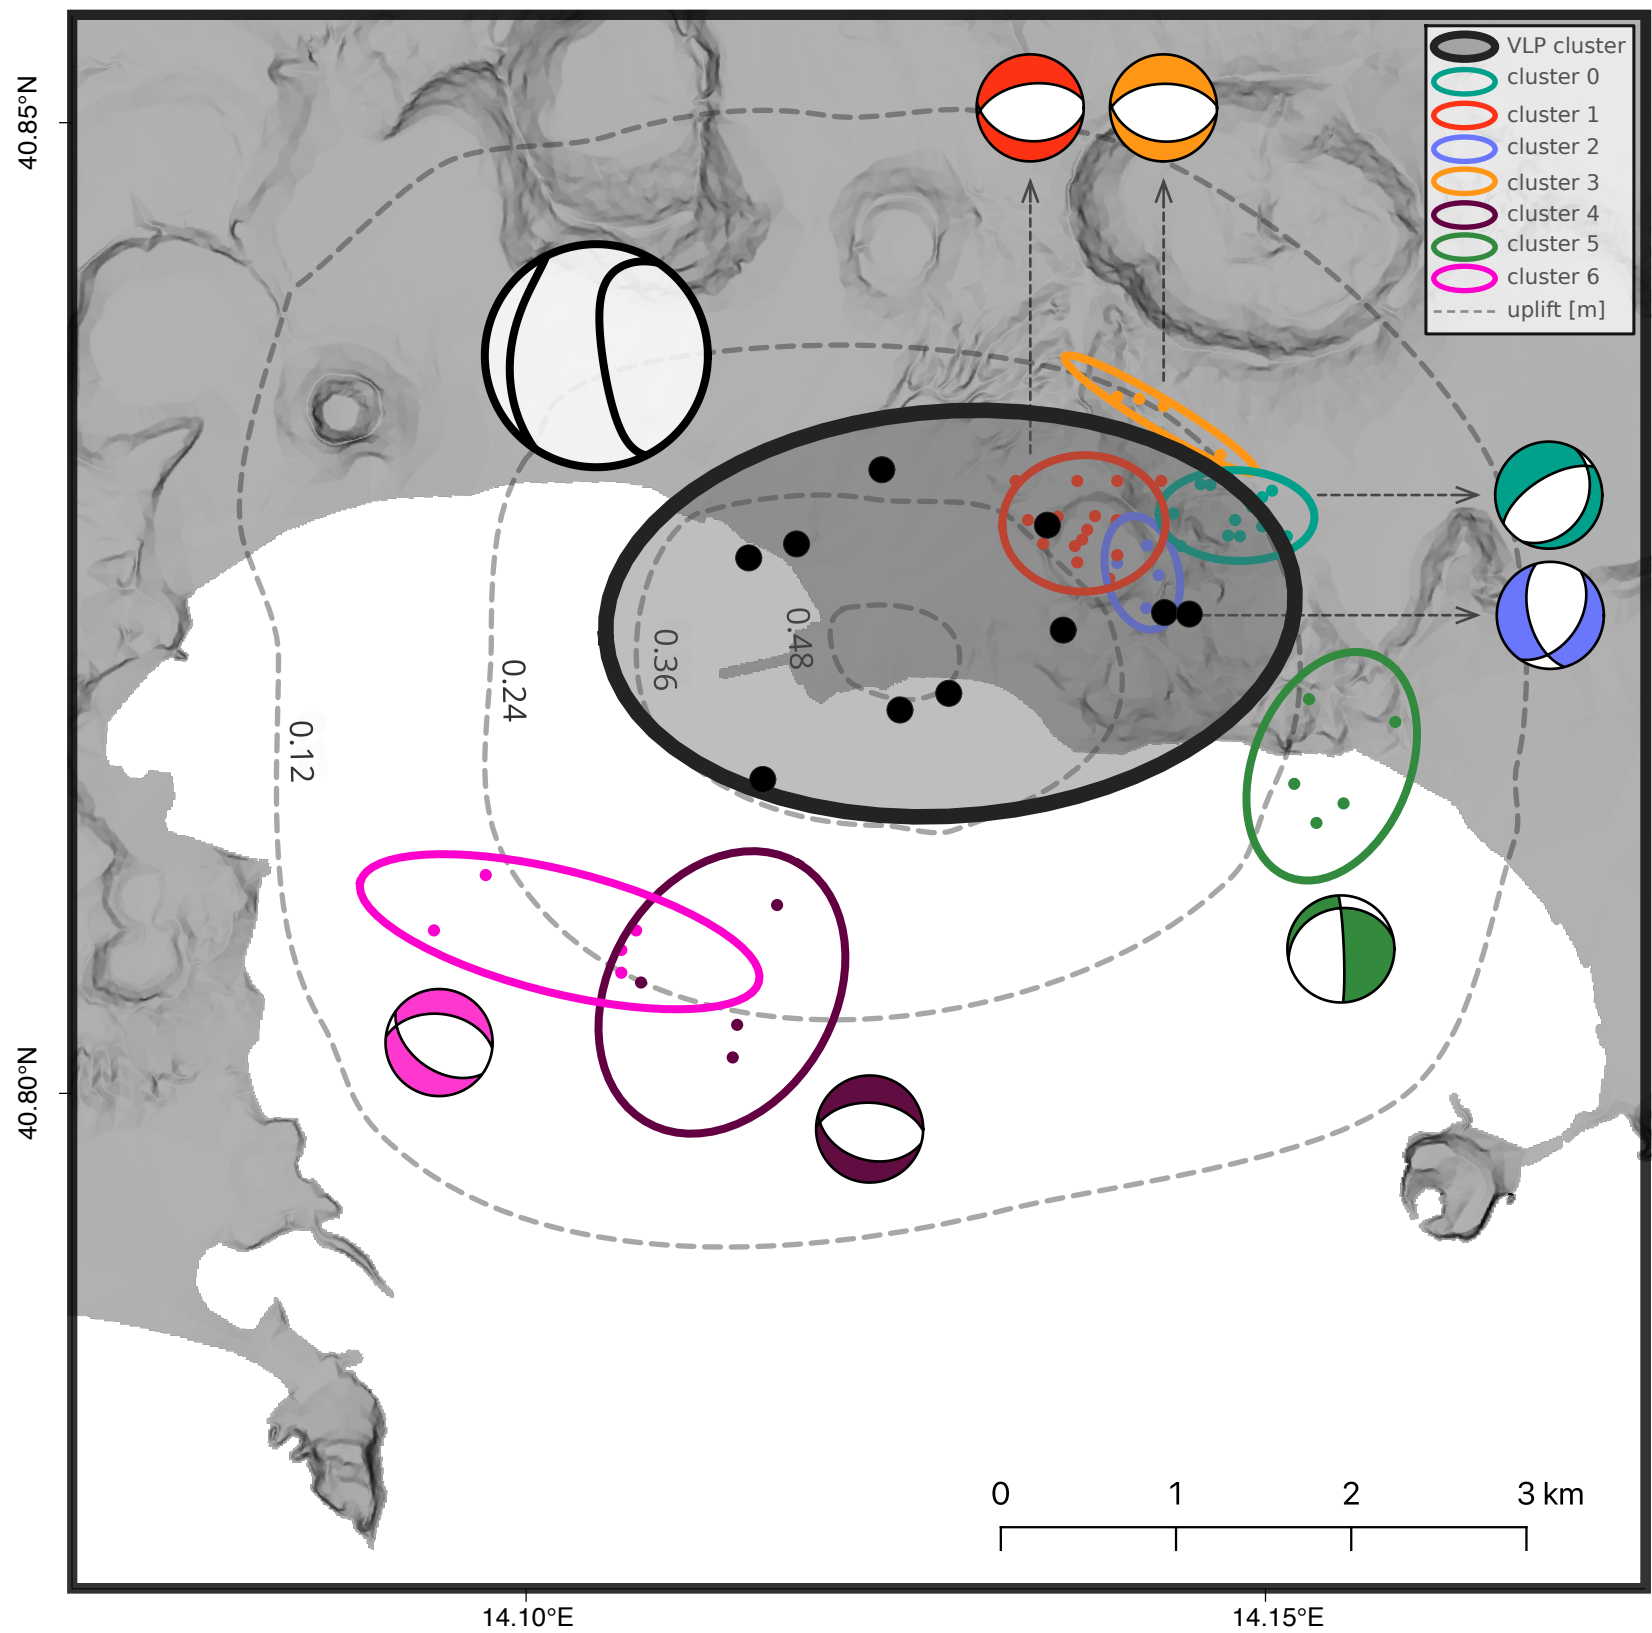 40.85°N
40.80°N
VLP cluster
cluster 0
cluster 1
cluster 2
cluster 3
cluster 4
cluster 5
cluster 6
uplift [m]
0.48
0.36
0.24
0.12
0 1 2 3 km
14.10°E 14.15°E